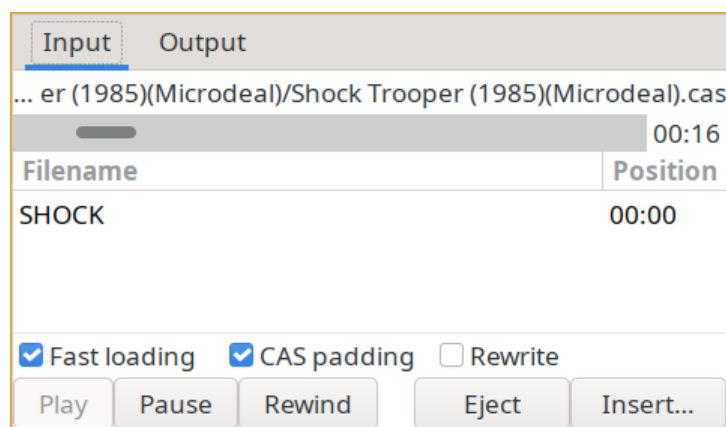 Input Output
... er (1985)(Microdeal)/Shock Trooper (1985)(Microdeal).cas
00:16
Filename Position
SHOCK 00:00
Fast loading CAS padding Rewrite
Play Pause Rewind Eject Insert...